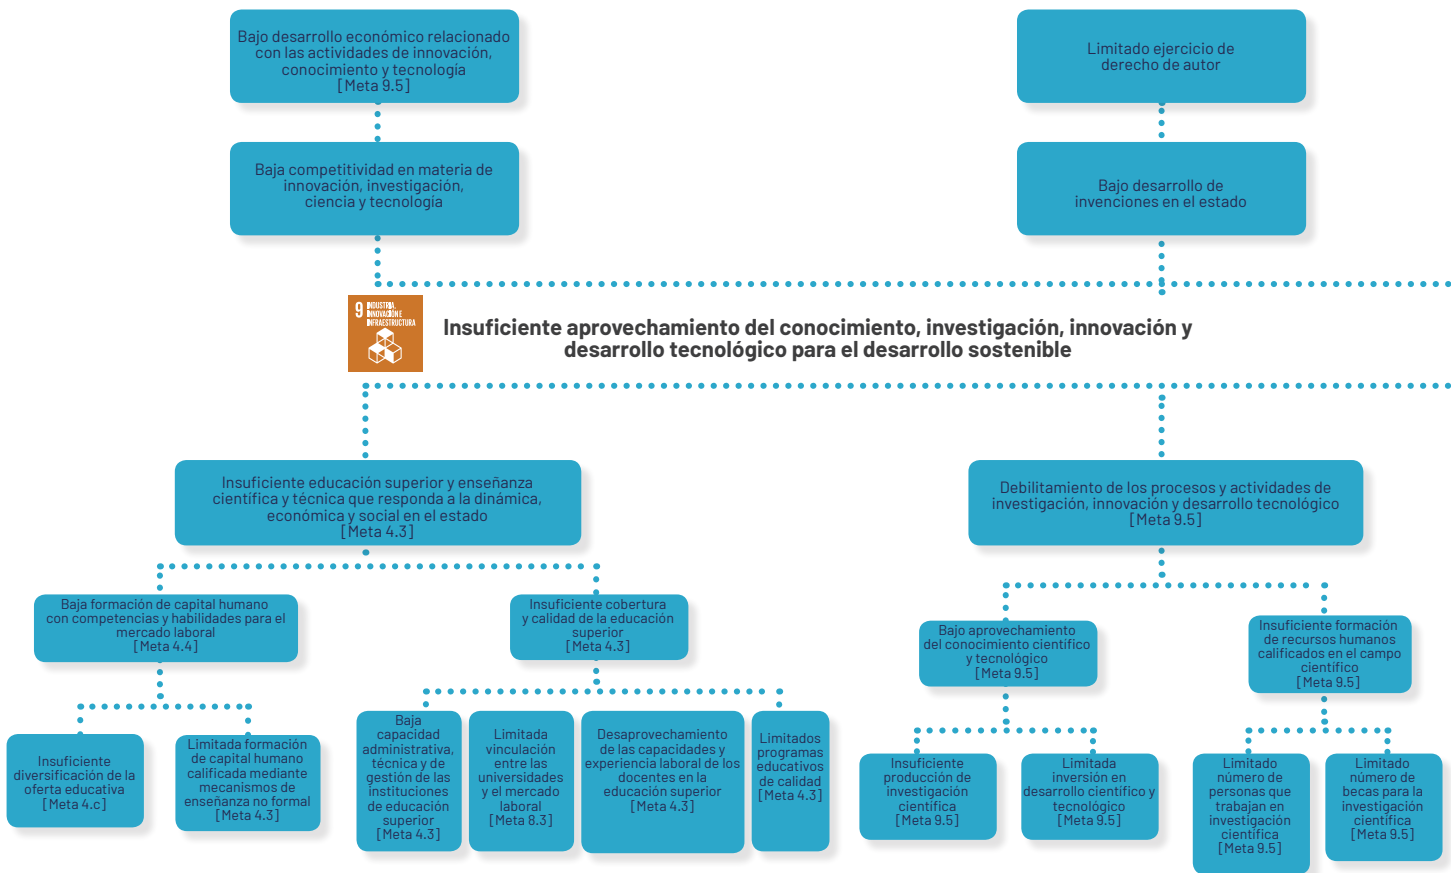 Bajo desarrollo económico relacionado
con las actividades de innovación,
conocimiento y tecnología
[Meta 9.5]
Limitado ejercicio de
derecho de autor
Baja competitividad en materia de
innovación, investigación,
ciencia y tecnología
Bajo desarrollo de
invenciones en el estado
9 INDUSTRIA,
INNOVACIÓN E
INFRAESTRUCTURA
Insuficiente aprovechamiento del conocimiento, investigación, innovación y
desarrollo tecnológico para el desarrollo sostenible
Insuficiente educación superior y enseñanza
científica y técnica que responda a la dinámica,
económica y social en el estado
[Meta 4.3]
Debilitamiento de los procesos y actividades de
investigación, innovación y desarrollo tecnológico
[Meta 9.5]
Baja formación de capital humano
con competencias y habilidades para el
mercado laboral
[Meta 4.4]
Insuficiente cobertura
y calidad de la educación
superior
[Meta 4.3]
Bajo aprovechamiento
del conocimiento científico
y tecnológico
[Meta 9.5]
Insuficiente formación
de recursos humanos
calificados en el campo
científico
[Meta 9.5]
Insuficiente
diversificación de la
oferta educativa
[Meta 4.c]
Limitada formación
de capital humano
calificada mediante
mecanismos de
enseñanza no formal
[Meta 4.3]
Baja
capacidad
administrativa,
técnica y de
gestión de las
instituciones
de educación
superior
[Meta 4.3]
Limitada
vinculación
entre las
universidades
y el mercado
laboral
[Meta 8.3]
Desaprovechamiento
de las capacidades y
experiencia laboral de los
docentes en la
educación superior
[Meta 4.3]
Limitados
programas
educativos
de calidad
[Meta 4.3]
Insuficiente
producción de
investigación
científica
[Meta 9.5]
Limitada
inversión en
desarrollo científico y
tecnológico
[Meta 9.5]
Limitado
número de
personas que
trabajan en
investigación
científica
[Meta 9.5]
Limitado
número de
becas para la
investigación
científica
[Meta 9.5]